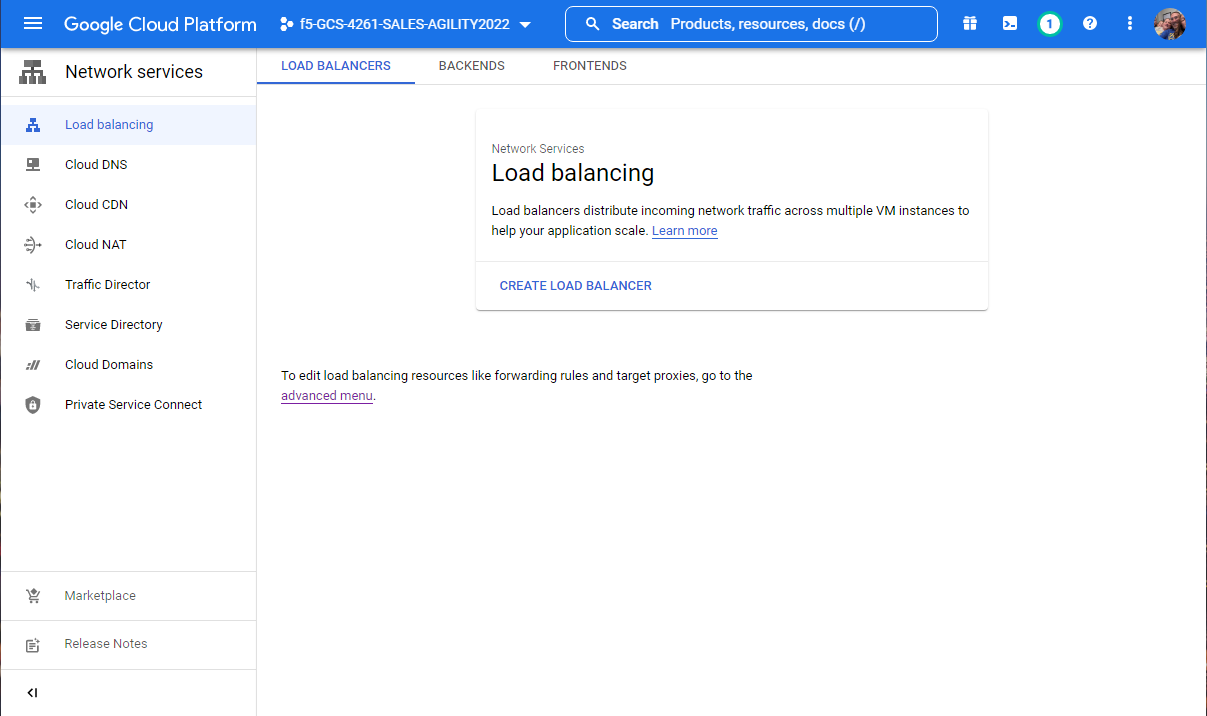 Google Cloud Platform
f5-GCS-4261-SALES-AGILITY2022
Search Products, resources, docs (/)
1
?
Network services
LOAD BALANCERS
BACKENDS
FRONTENDS
Load balancing
Cloud DNS
Cloud CDN
Cloud NAT
Traffic Director
Service Directory
Cloud Domains
Private Service Connect
Network Services
Load balancing
Load balancers distribute incoming network traffic across multiple VM instances to
help your application scale. Learn more
CREATE LOAD BALANCER
To edit load balancing resources like forwarding rules and target proxies, go to the
advanced menu.
Marketplace
Release Notes